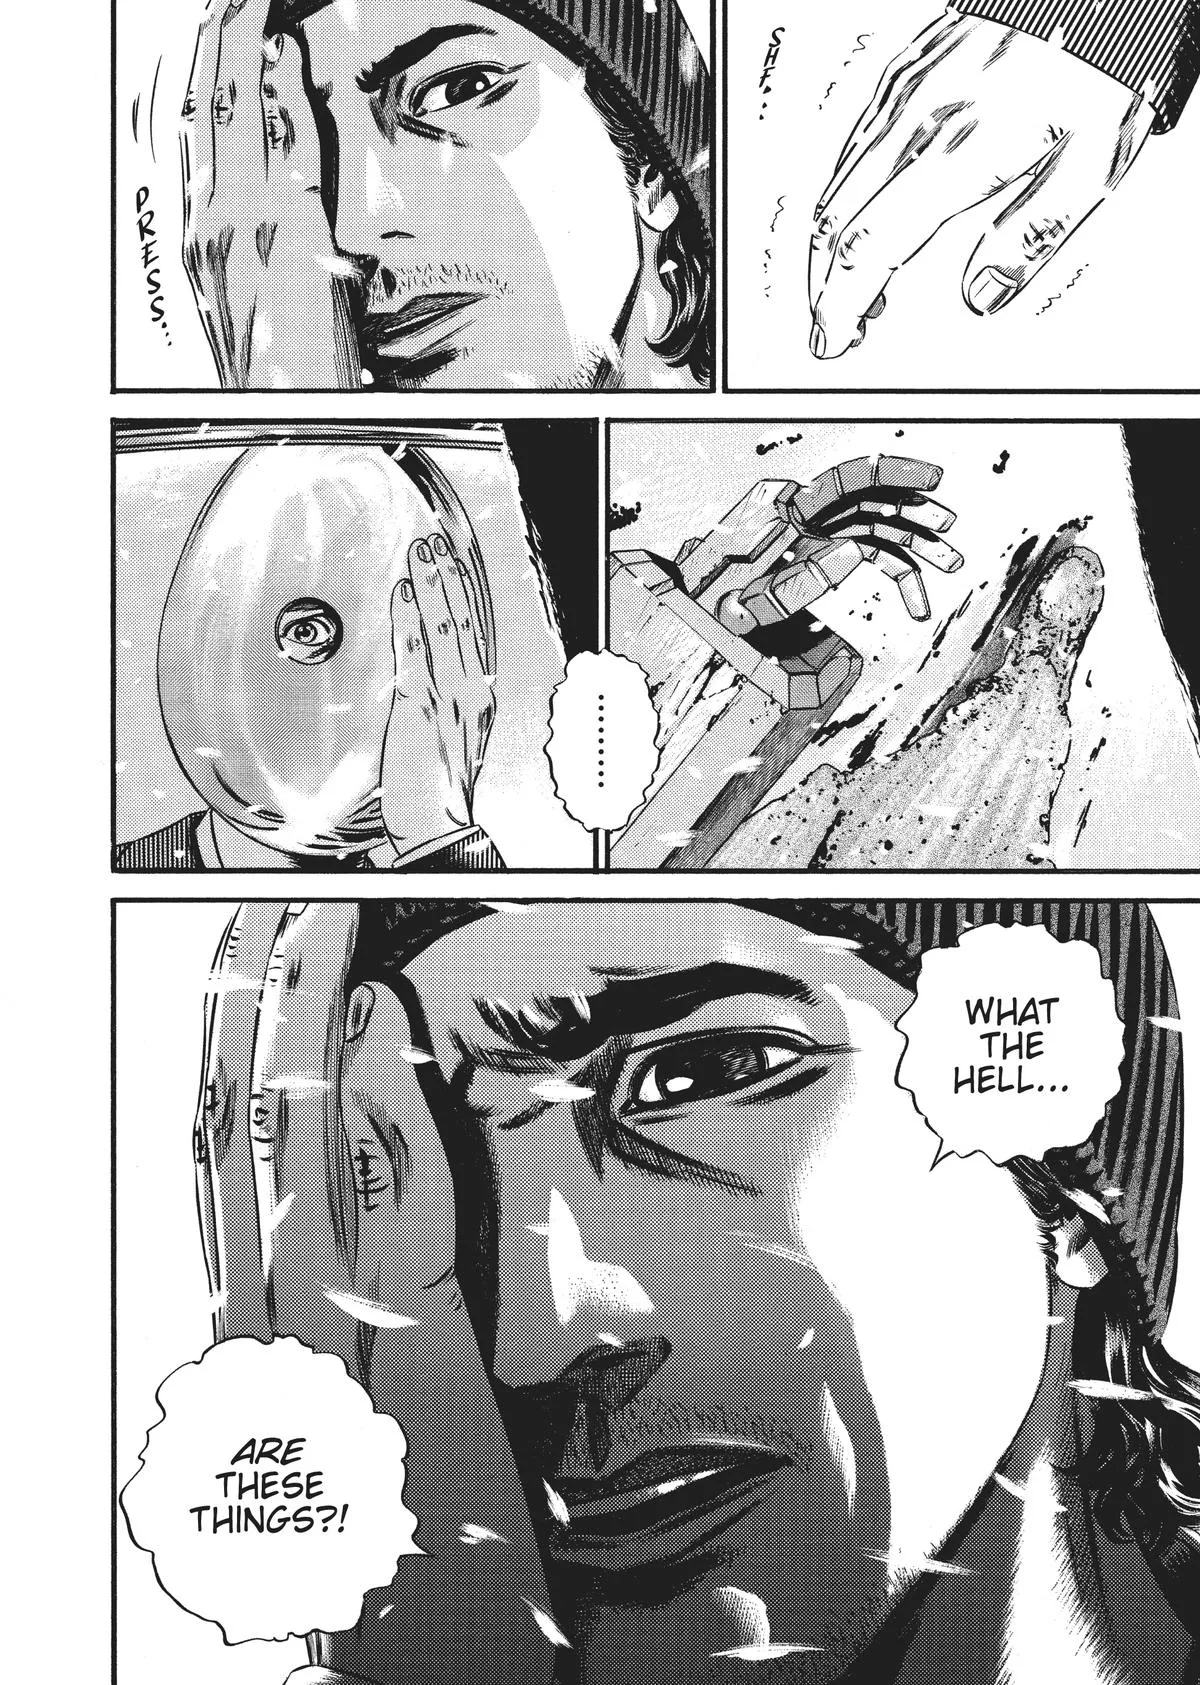 SHF...
PRESS...
.........
WHAT
THE
HELL...
ARE
THESE
THINGS?!